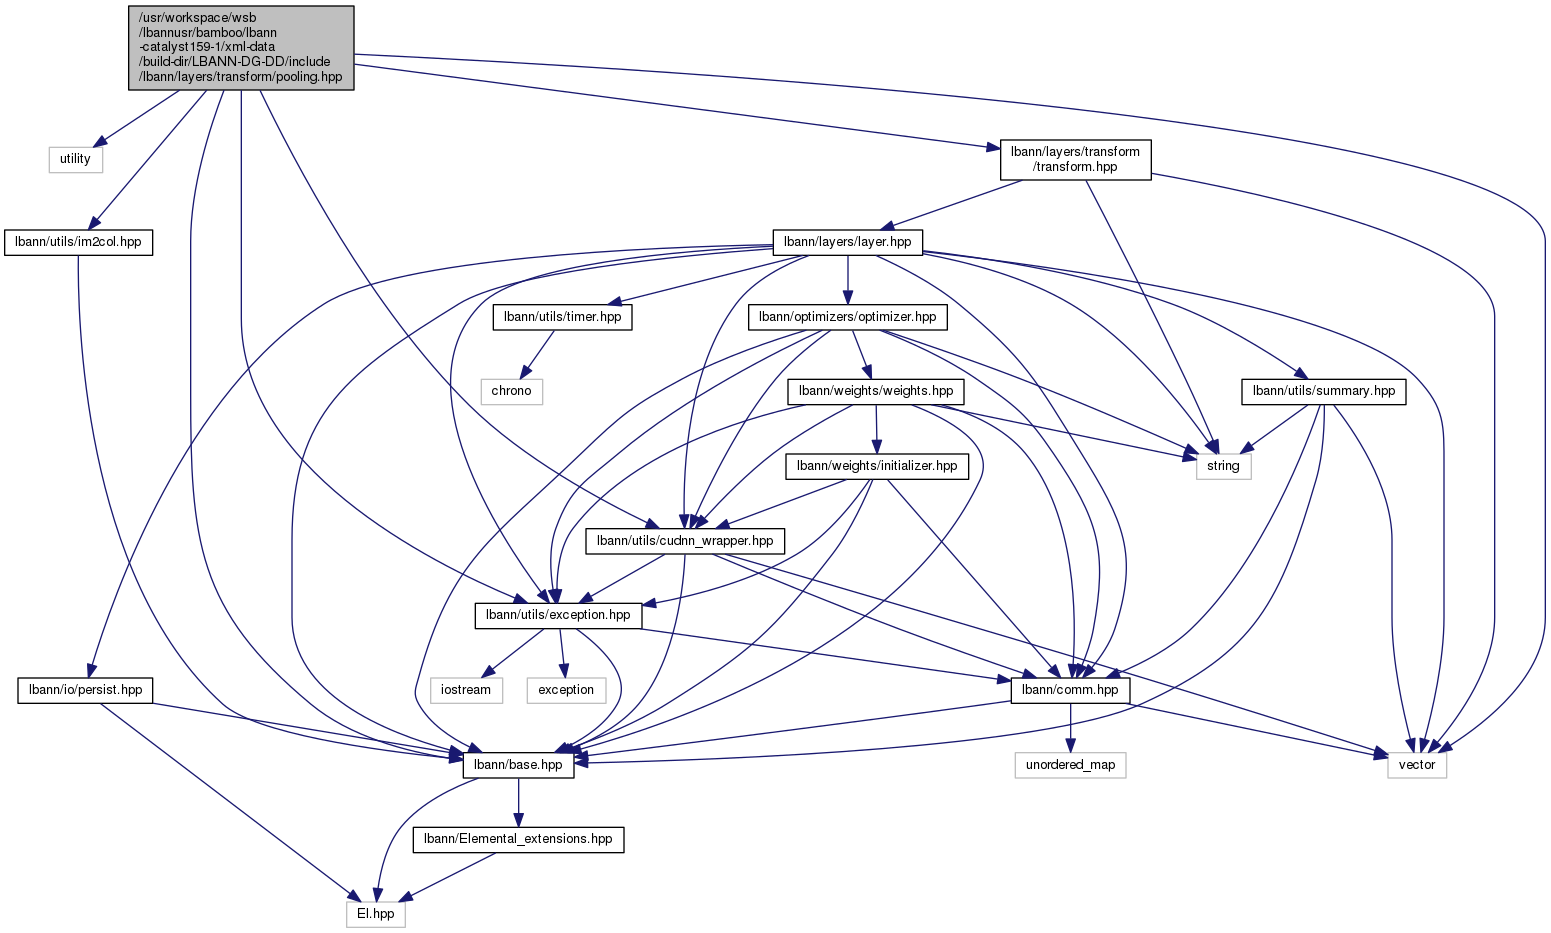 /usr/workspace/wsb
/lbannusr/bamboo/lbann
-catalyst159-1/xml-data
/build-dir/LBANN-DG-DD/include
/lbann/layers/transform/pooling.hpp
utility
lbann/layers/transform
/transform.hpp
lbann/utils/im2col.hpp
lbann/layers/layer.hpp
lbann/utils/timer.hpp
lbann/optimizers/optimizer.hpp
chrono
lbann/weights/weights.hpp
lbann/utils/summary.hpp
lbann/weights/initializer.hpp
string
lbann/utils/cudnn_wrapper.hpp
lbann/utils/exception.hpp
lbann/io/persist.hpp
iostream
exception
lbann/comm.hpp
lbann/base.hpp
unordered_map
vector
lbann/Elemental_extensions.hpp
El.hpp